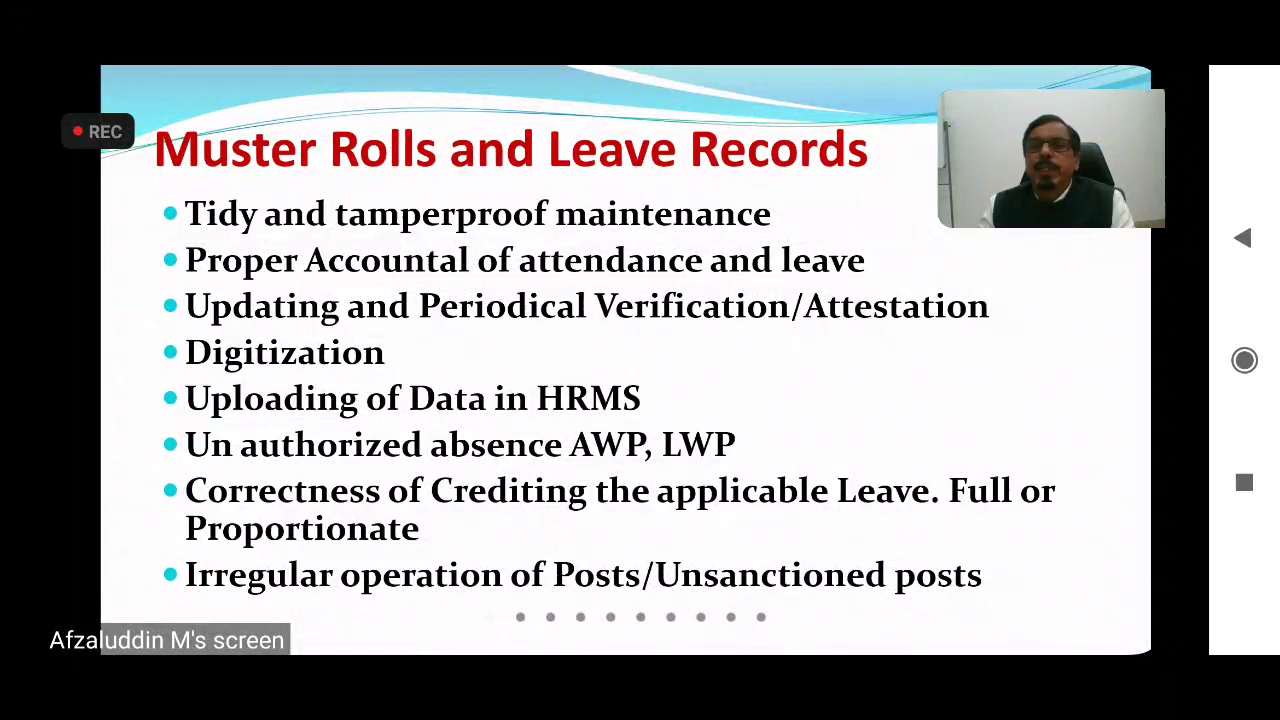 REC
Muster Rolls and Leave Records
Tidy and tamperproof maintenance
Proper Accountal of attendance and leave
Updating and Periodical Verification/Attestation
Digitization
Uploading of Data in HRMS
Un authorized absence AWP, LWP
Correctness of Crediting the applicable Leave. Full or
Proportionate
Irregular operation of Posts/Unsanctioned posts
Afzaluddin M's screen